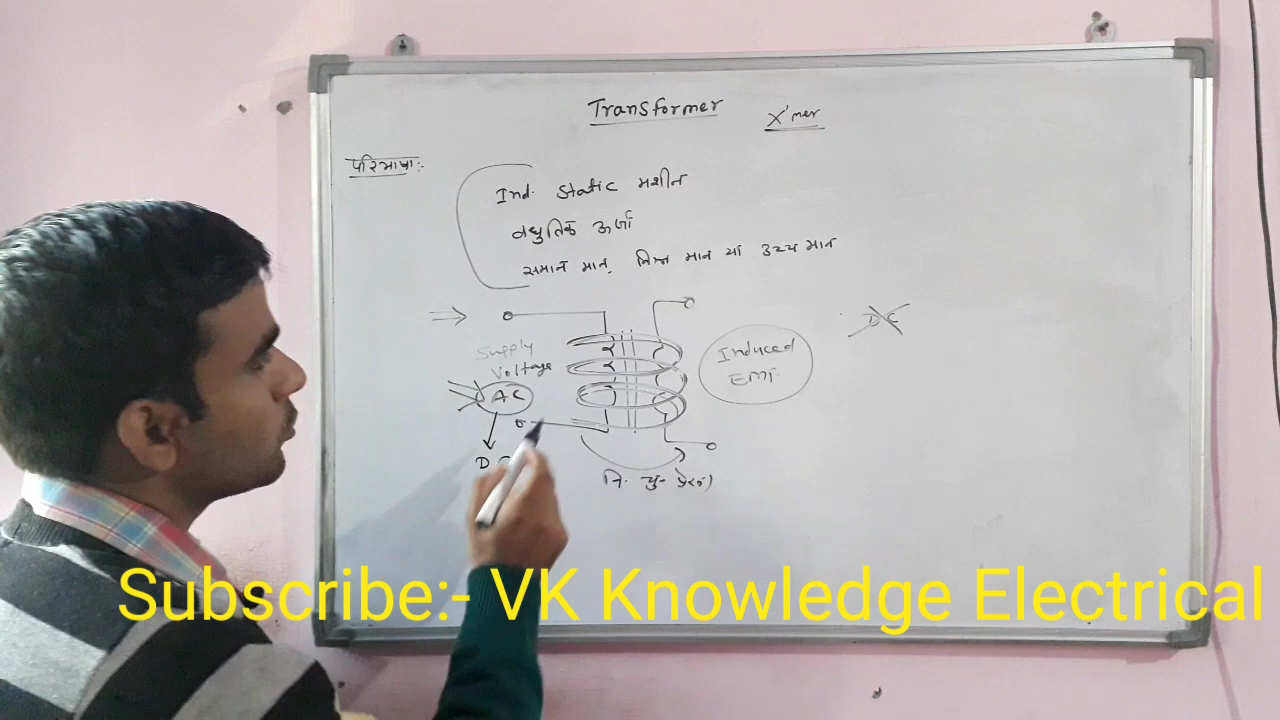 Transformer
X'mer
परिभाषा:-
Ind. Static मशीन
वधुतिक ऊर्जा
समान मान, निम्न मान या उच्च मान
Supply
Voltage
AC
Induced
EMF
DC
वि. चु- प्रेरण
Subscribe:- VK Knowledge Electrical